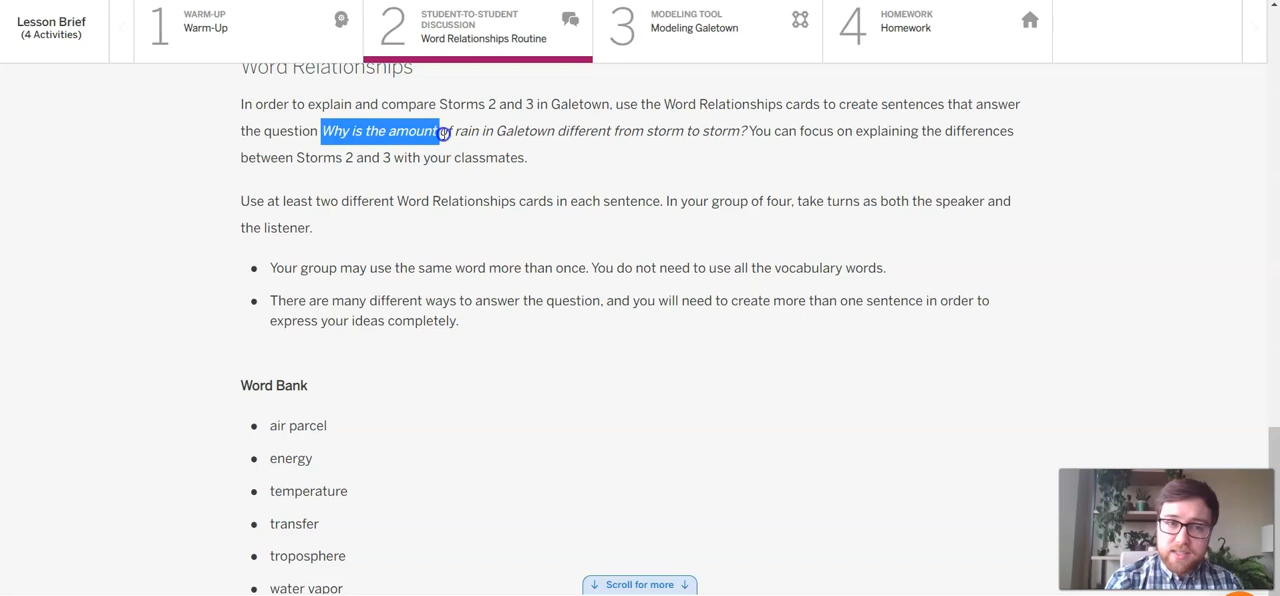 Lesson Brief
(4 Activities)
1
WARM-UP
Warm-Up
2
STUDENT-TO-STUDENT
DISCUSSION
Word Relationships Routine
3
MODELING TOOL
Modeling Galetown
4
HOMEWORK
Homework
Word Relationships
In order to explain and compare Storms 2 and 3 in Galetown, use the Word Relationships cards to create sentences that answer
the question Why is the amount of rain in Galetown different from storm to storm? You can focus on explaining the differences
between Storms 2 and 3 with your classmates.
Use at least two different Word Relationships cards in each sentence. In your group of four, take turns as both the speaker and
the listener.
• Your group may use the same word more than once. You do not need to use all the vocabulary words.
• There are many different ways to answer the question, and you will need to create more than one sentence in order to
express your ideas completely.
Word Bank
• air parcel
• energy
• temperature
• transfer
• troposphere
• water vapor
↓ Scroll for more ↓